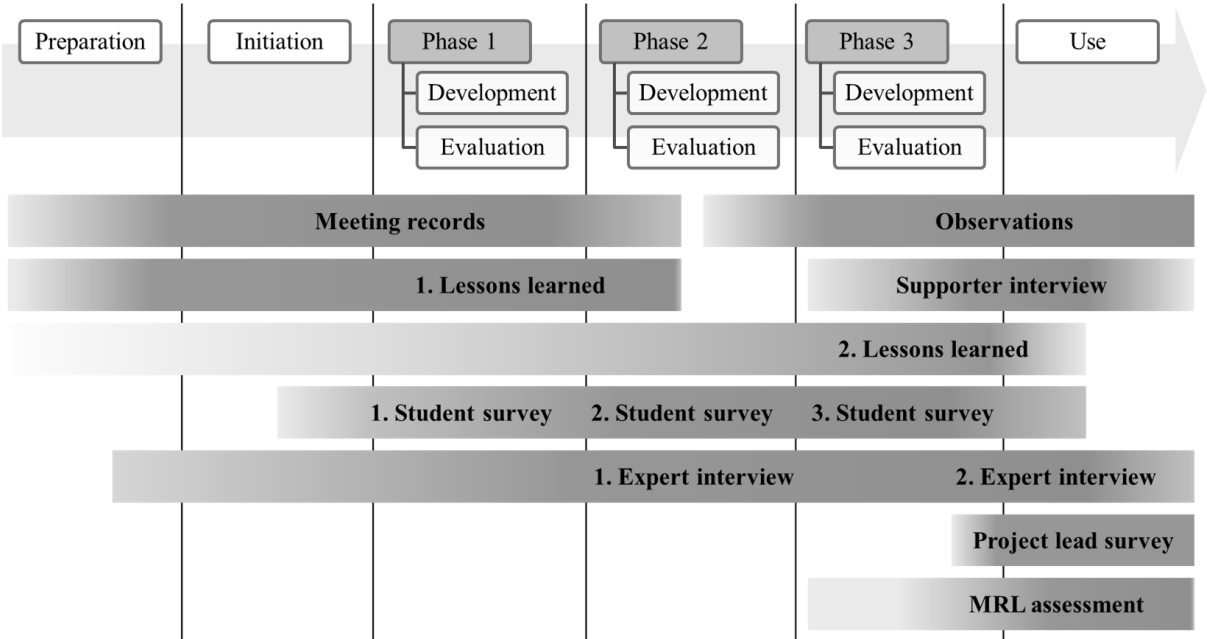 Preparation
Initiation
Phase 1
Phase 2
Phase 3
Use
Development
Development
Development
Evaluation
Evaluation
Evaluation
Meeting records
Observations
1. Lessons learned
Supporter interview
2. Lessons learned
1. Student survey
2. Student survey
3. Student survey
1. Expert interview
2. Expert interview
Project lead survey
MRL assessment